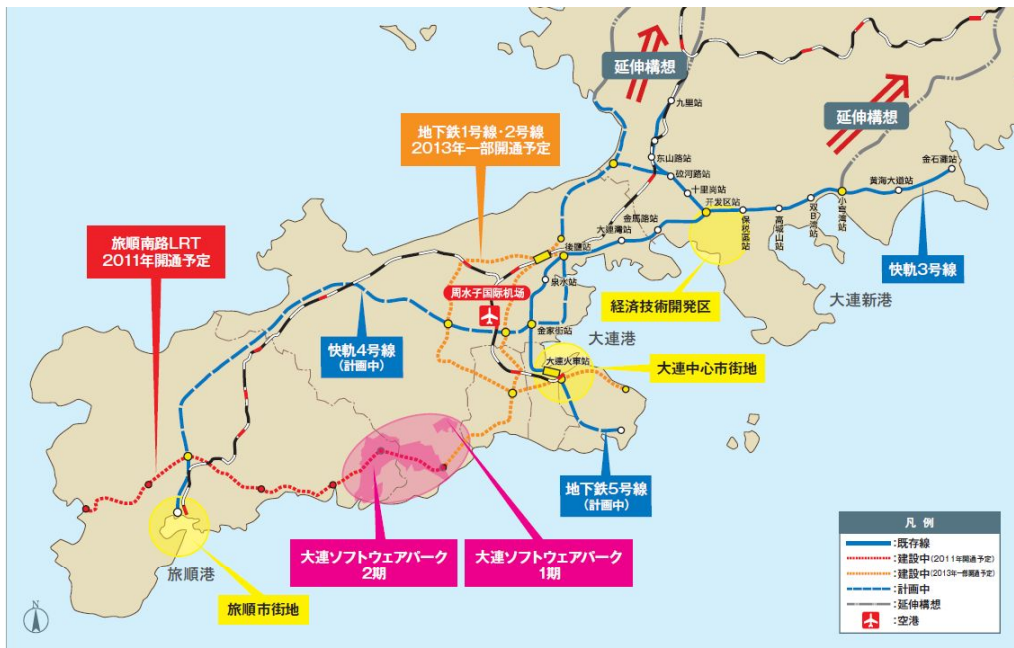 延伸構想
九里站
延伸構想
地下鉄1号線・2号線
2013年一部開通予定
东山路站
金石灘站
硫河路站
黄海大道站
十里岗站
小窑湾站
双D湾站
开发区站
保税區站
高城山站
金馬路站
旅順南路LRT
2011年開通予定
大連灣站
後鹽站
快軌3号線
泉水站
大連新港
周水子国际机场
経済技術開発区
金家街站
大連港
快軌4号線
(計画中)
大連火車站
大連中心市街地
地下鉄5号線
(計画中)
凡例
:既存線
:建設中(2011年開通予定)
:建設中(2013年一部開通予定)
:計画中
:延伸構想
:空港
大連ソフトウェアパーク
2期
大連ソフトウェアパーク
1期
旅順港
旅順市街地
N